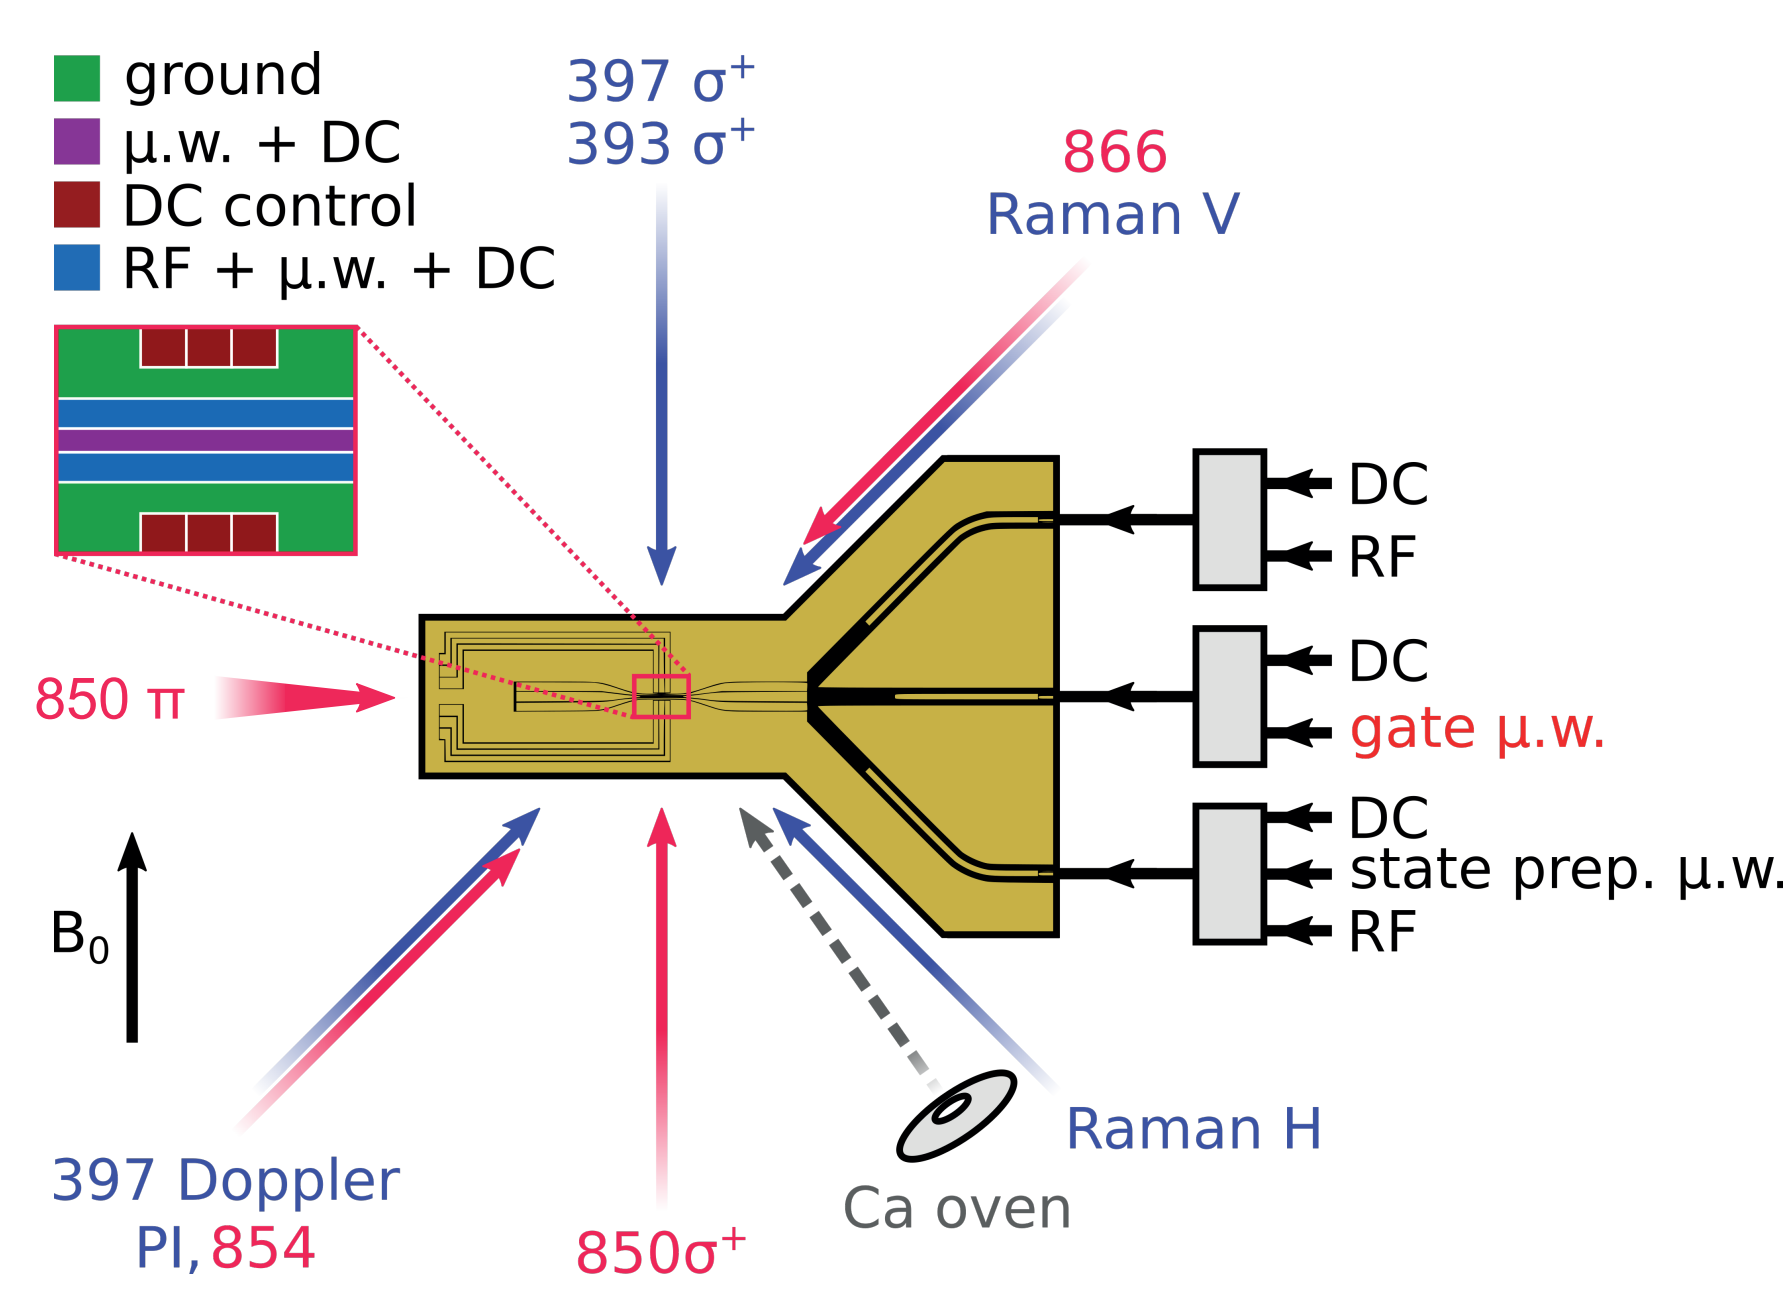 ground
μ.w. + DC
DC control
RF + μ.w. + DC
397 σ⁺
393 σ⁺
866
Raman V
DC
RF
DC
gate μ.w.
DC
state prep. μ.w.
RF
850 π
B₀
397 Doppler
PI, 854
850σ⁺
Ca oven
Raman H